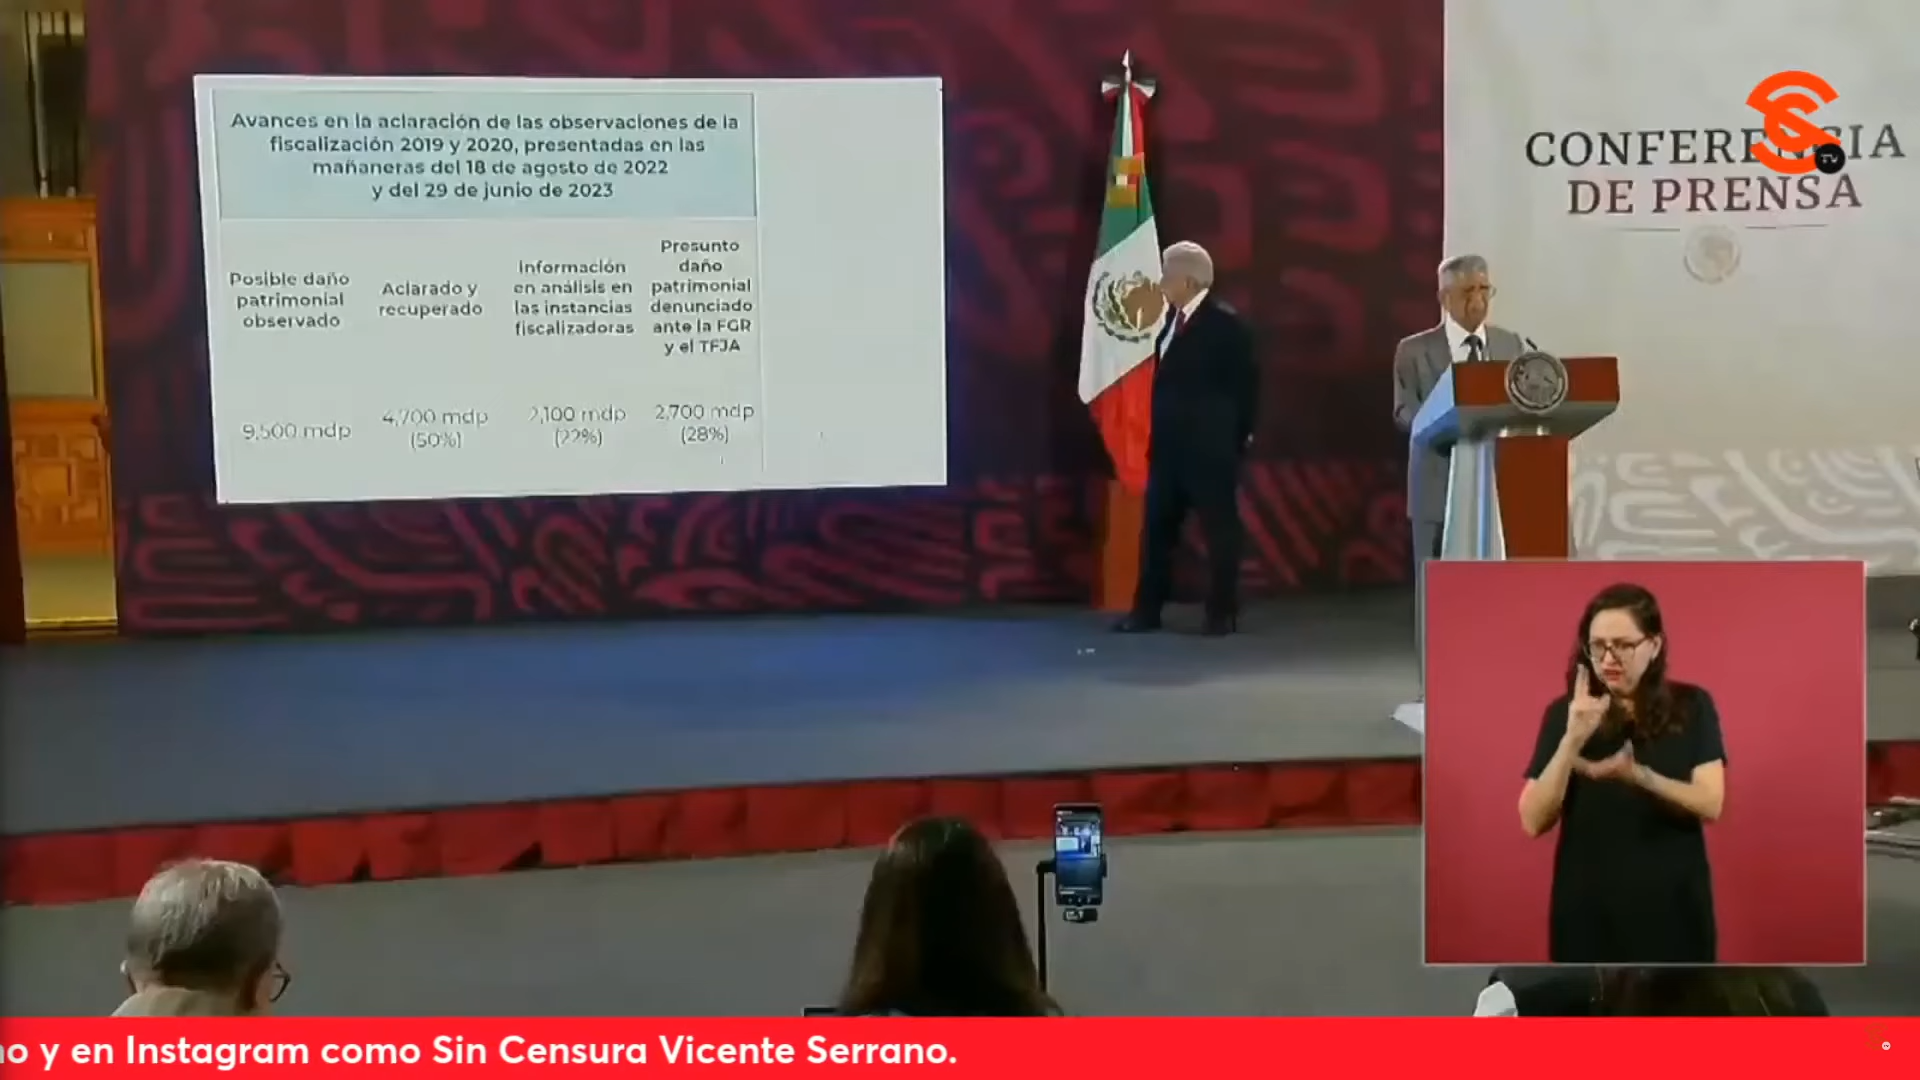 Avances en la aclaración de las observaciones de la
fiscalización 2019 y 2020, presentadas en las
mañaneras del 18 de agosto de 2022
y del 29 de junio de 2023
Posible daño
patrimonial
observado
Aclarado y
recuperado
Información
en análisis en
las instancias
fiscalizadoras
Presunto
daño
patrimonial
denunciado
ante la FGR
y el TFJA
9,500 mdp
4,700 mdp
(50%)
2,100 mdp
(22%)
2,700 mdp
(28%)
CONFERENCIA
DE PRENSA
TV
o y en Instagram como Sin Censura Vicente Serrano.